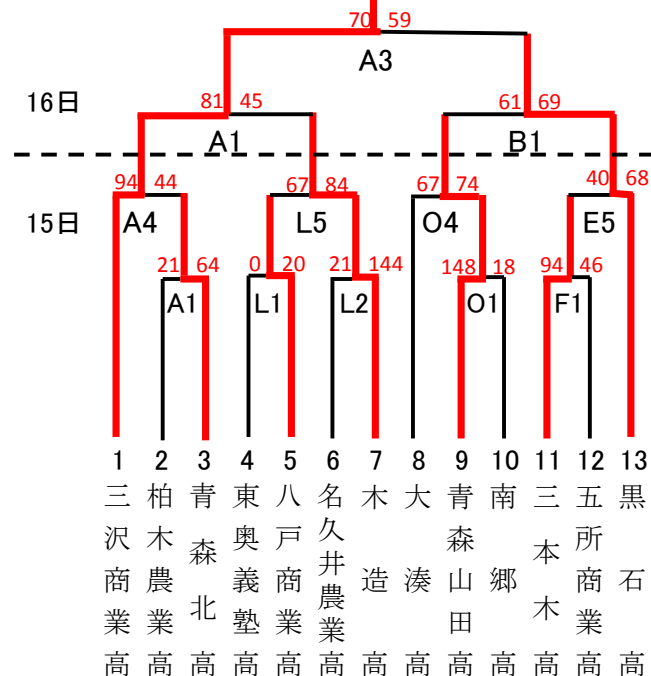 70 59
A3
16日
81 45
61 69
A1
B1
15日
94 44
67 84
67 74
40 68
A4
L5
O4
E5
21 64
0 20
21 144
148 18
94 46
A1
L1
L2
O1
F1
1 2 3 4 5 6 7 8 9 10 11 12 13
三沢商業高
柏木農業高
青森北高
東奥義塾高
八戸商業高
名久井農業高
木造高
大湊高
青森山田高
南郷高
三本木高
五所商業高
黒石高